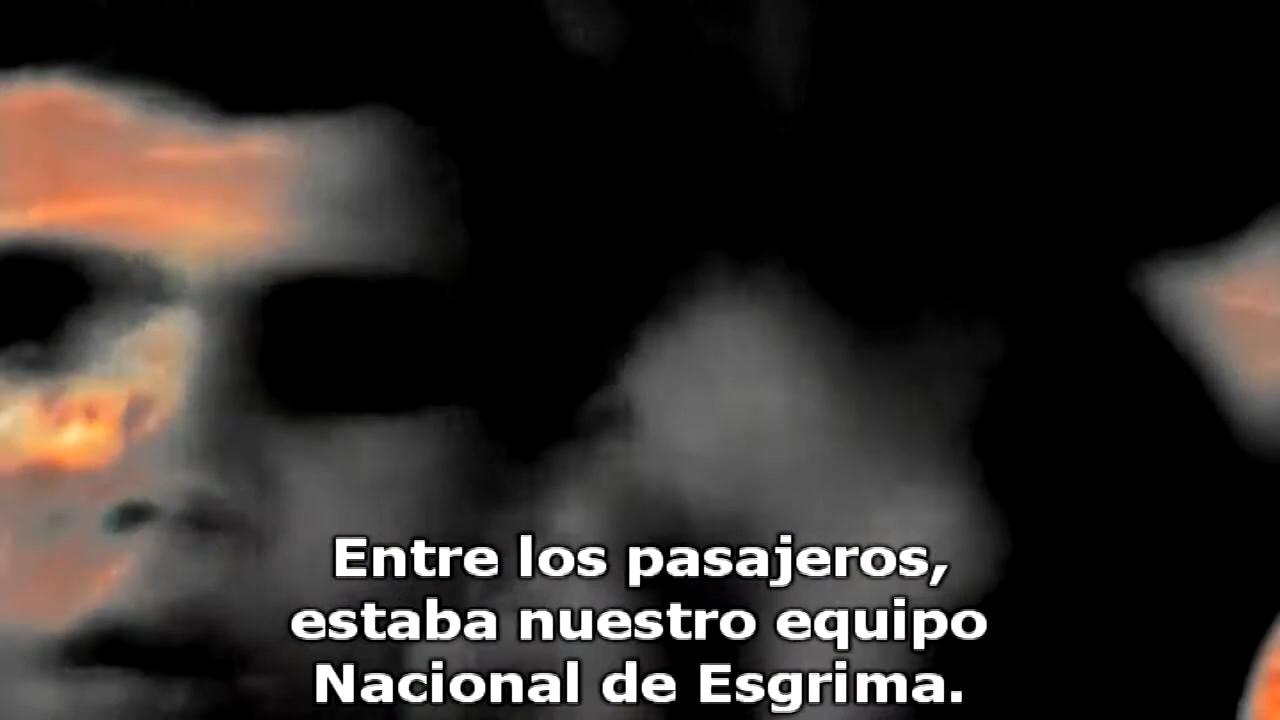 Entre los pasajeros,
estaba nuestro equipo
Nacional de Esgrima.